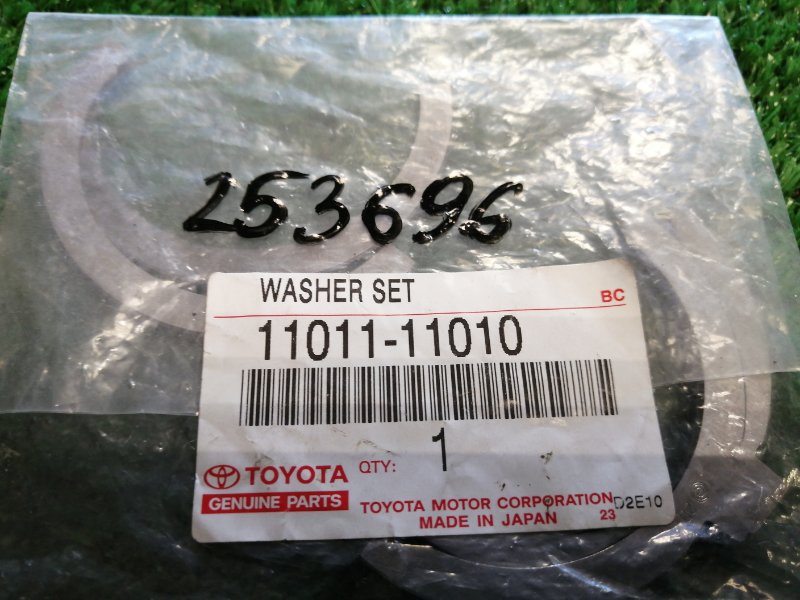 253696
WASHER SET
BC
11011-11010
QTY: 1
TOYOTA
GENUINE PARTS
TOYOTA MOTOR CORPORATION D2E10
MADE IN JAPAN 23